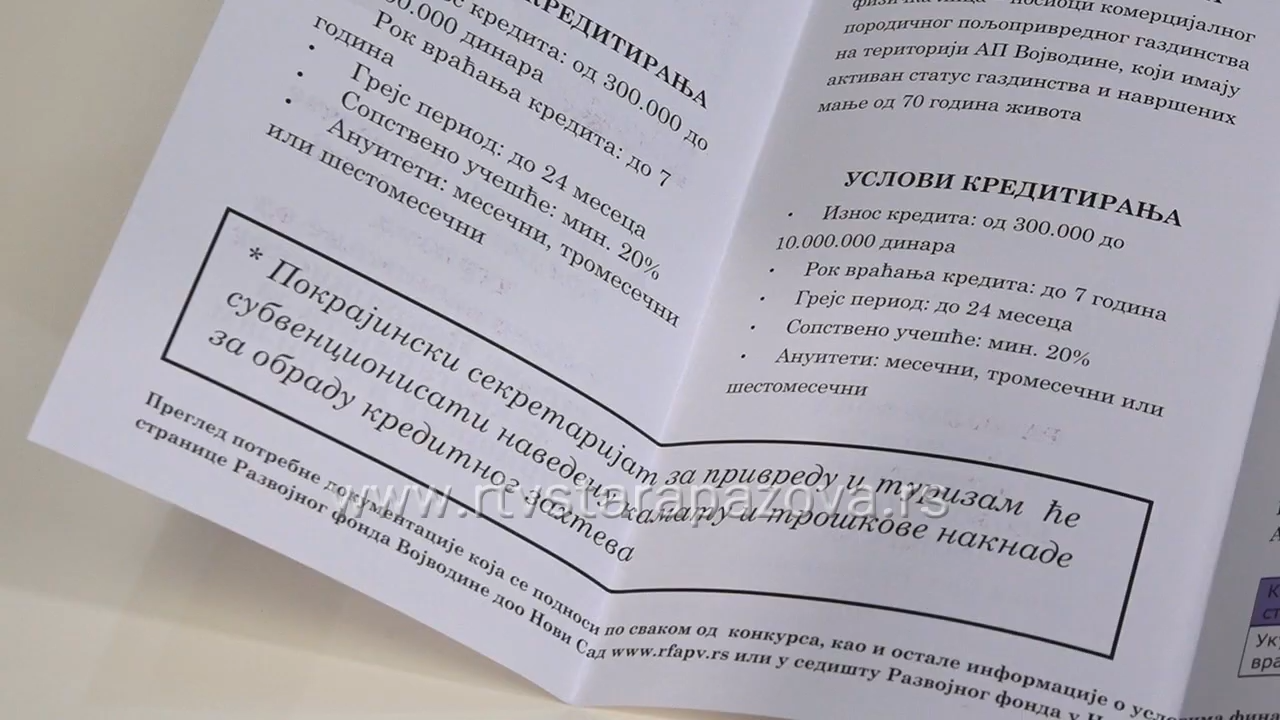 КРЕДИТИРАЊА
кредита: од 300.000 до
динара
Рок враћања кредита: до 7
година
• Грејс период: до 24 месеца
• Сопствено учешће: мин. 20%
• Ануитети: месечни, тромесечни
или шестомесечни
комерцијалног
породичног пољопривредног газдинства
на територији АП Војводине, који имају
активан статус газдинства и навршених
мање од 70 година живота
УСЛОВИ КРЕДИТИРАЊА
• Износ кредита: од 300.000 до
10.000.000 динара
• Рок враћања кредита: до 7 година
• Грејс период: до 24 месеца
• Сопствено учешће: мин. 20%
• Ануитети: месечни, тромесечни или
шестомесечни
* Покрајински секретаријат за привреду и туризам ће
субвенционисати наведену камату и трошкове накнаде
за обраду кредитног захтева
Преглед потребне документације која се подноси по сваком од конкурса, као и остале информације о условима
странице Развојног фонда Војводине доо Нови Сад www.rfapv.rs или у седишту Развојног фонда у
www.rtvstarapazova.rs